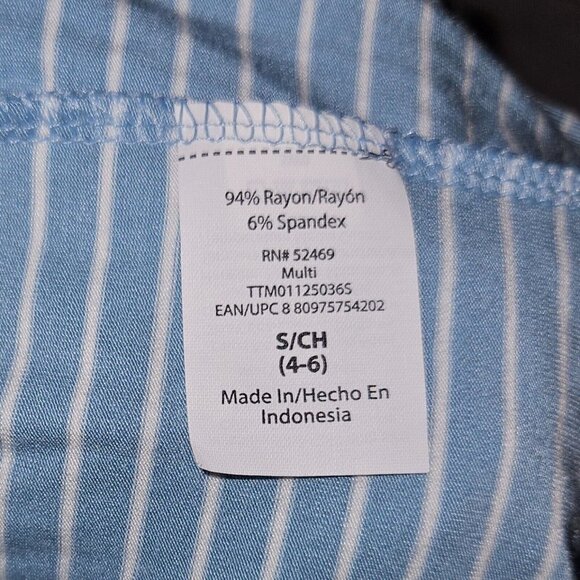 94% Rayon/Rayón
6% Spandex
RN# 52469
Multi
TTM01125036S
EAN/UPC 8 80975754202
S/CH
(4-6)
Made In/Hecho En
Indonesia